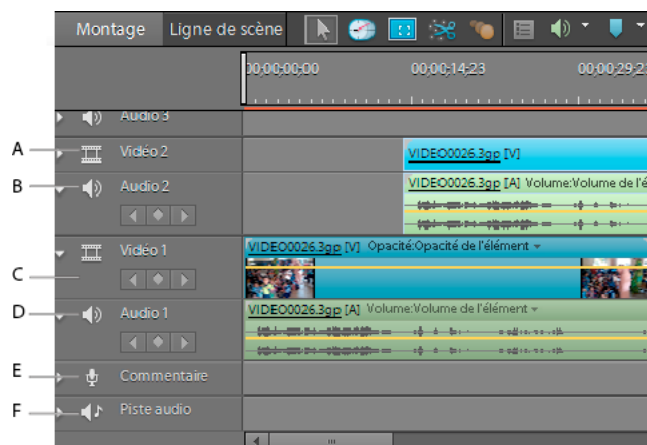 Montage Ligne de scène
00;00;00;00 00;00;14;23 00;00;29;2
Audio 3
A Vidéo 2 VIDEO0026.3gp [V]
B Audio 2 VIDEO0026.3gp [A] Volume:Volume de l'é
Vidéo 1 VIDEO0026.3gp [V] Opacité:Opacité de l'élément
C
D Audio 1 VIDEO0026.3gp [A] Volume:Volume de l'élément
E Commentaire
F Piste audio